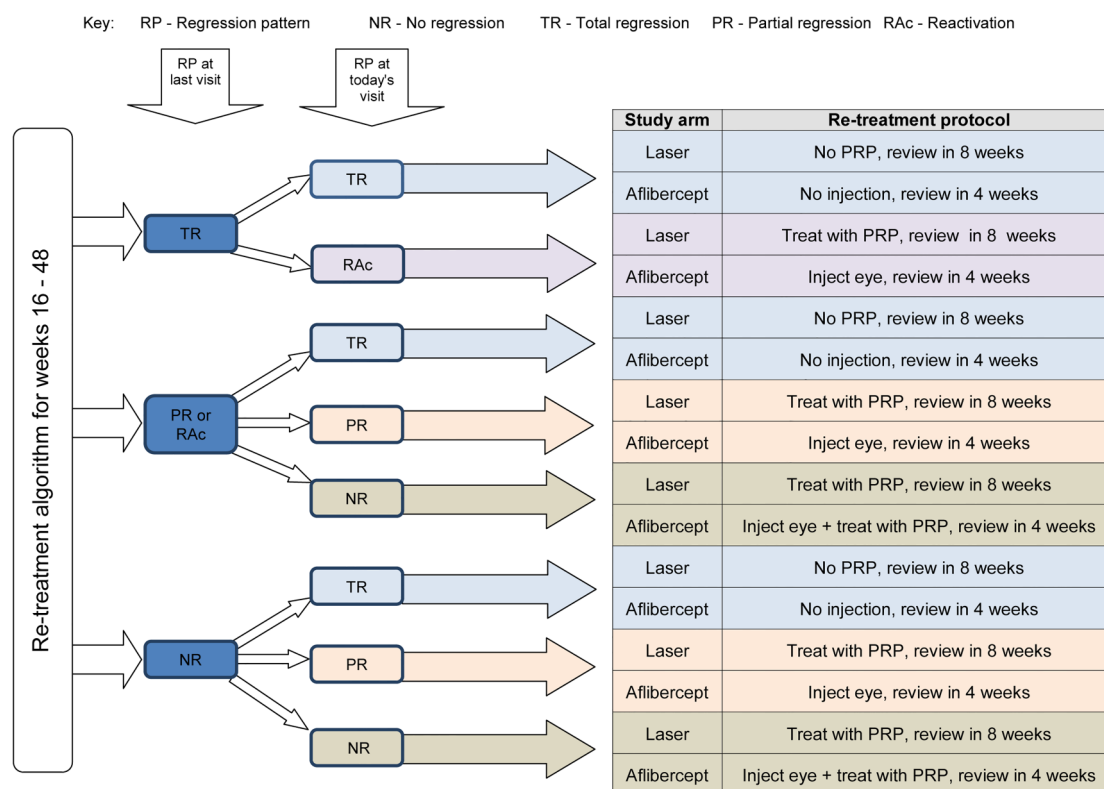 Key: RP - Regression pattern NR - No regression TR - Total regression PR - Partial regression RAc - Reactivation
RP at
last visit
RP at
today's
visit
Re-treatment algorithm for weeks 16 - 48
Study arm Re-treatment protocol
TR
TR
Laser No PRP, review in 8 weeks
Aflibercept No injection, review in 4 weeks
RAc
Laser Treat with PRP, review in 8 weeks
Aflibercept Inject eye, review in 4 weeks
PR or
RAc
TR
Laser No PRP, review in 8 weeks
Aflibercept No injection, review in 4 weeks
PR
Laser Treat with PRP, review in 8 weeks
Aflibercept Inject eye, review in 4 weeks
NR
Laser Treat with PRP, review in 8 weeks
Aflibercept Inject eye + treat with PRP, review in 4 weeks
NR
TR
Laser No PRP, review in 8 weeks
Aflibercept No injection, review in 4 weeks
PR
Laser Treat with PRP, review in 8 weeks
Aflibercept Inject eye, review in 4 weeks
NR
Laser Treat with PRP, review in 8 weeks
Aflibercept Inject eye + treat with PRP, review in 4 weeks